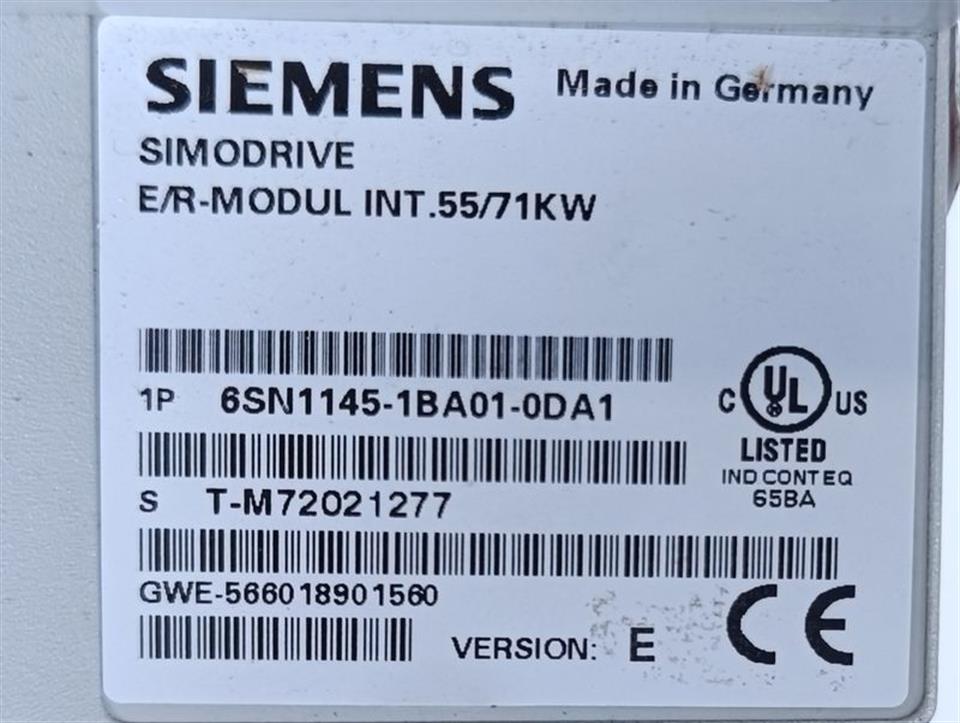 SIEMENS Made in Germany
SIMODRIVE
E/R-MODUL INT.55/71KW
1P 6SN1145-1BA01-0DA1
C UL US
LISTED
IND CONT EQ
65BA
S T-M72021277
GWE-566018901560
VERSION: E CE